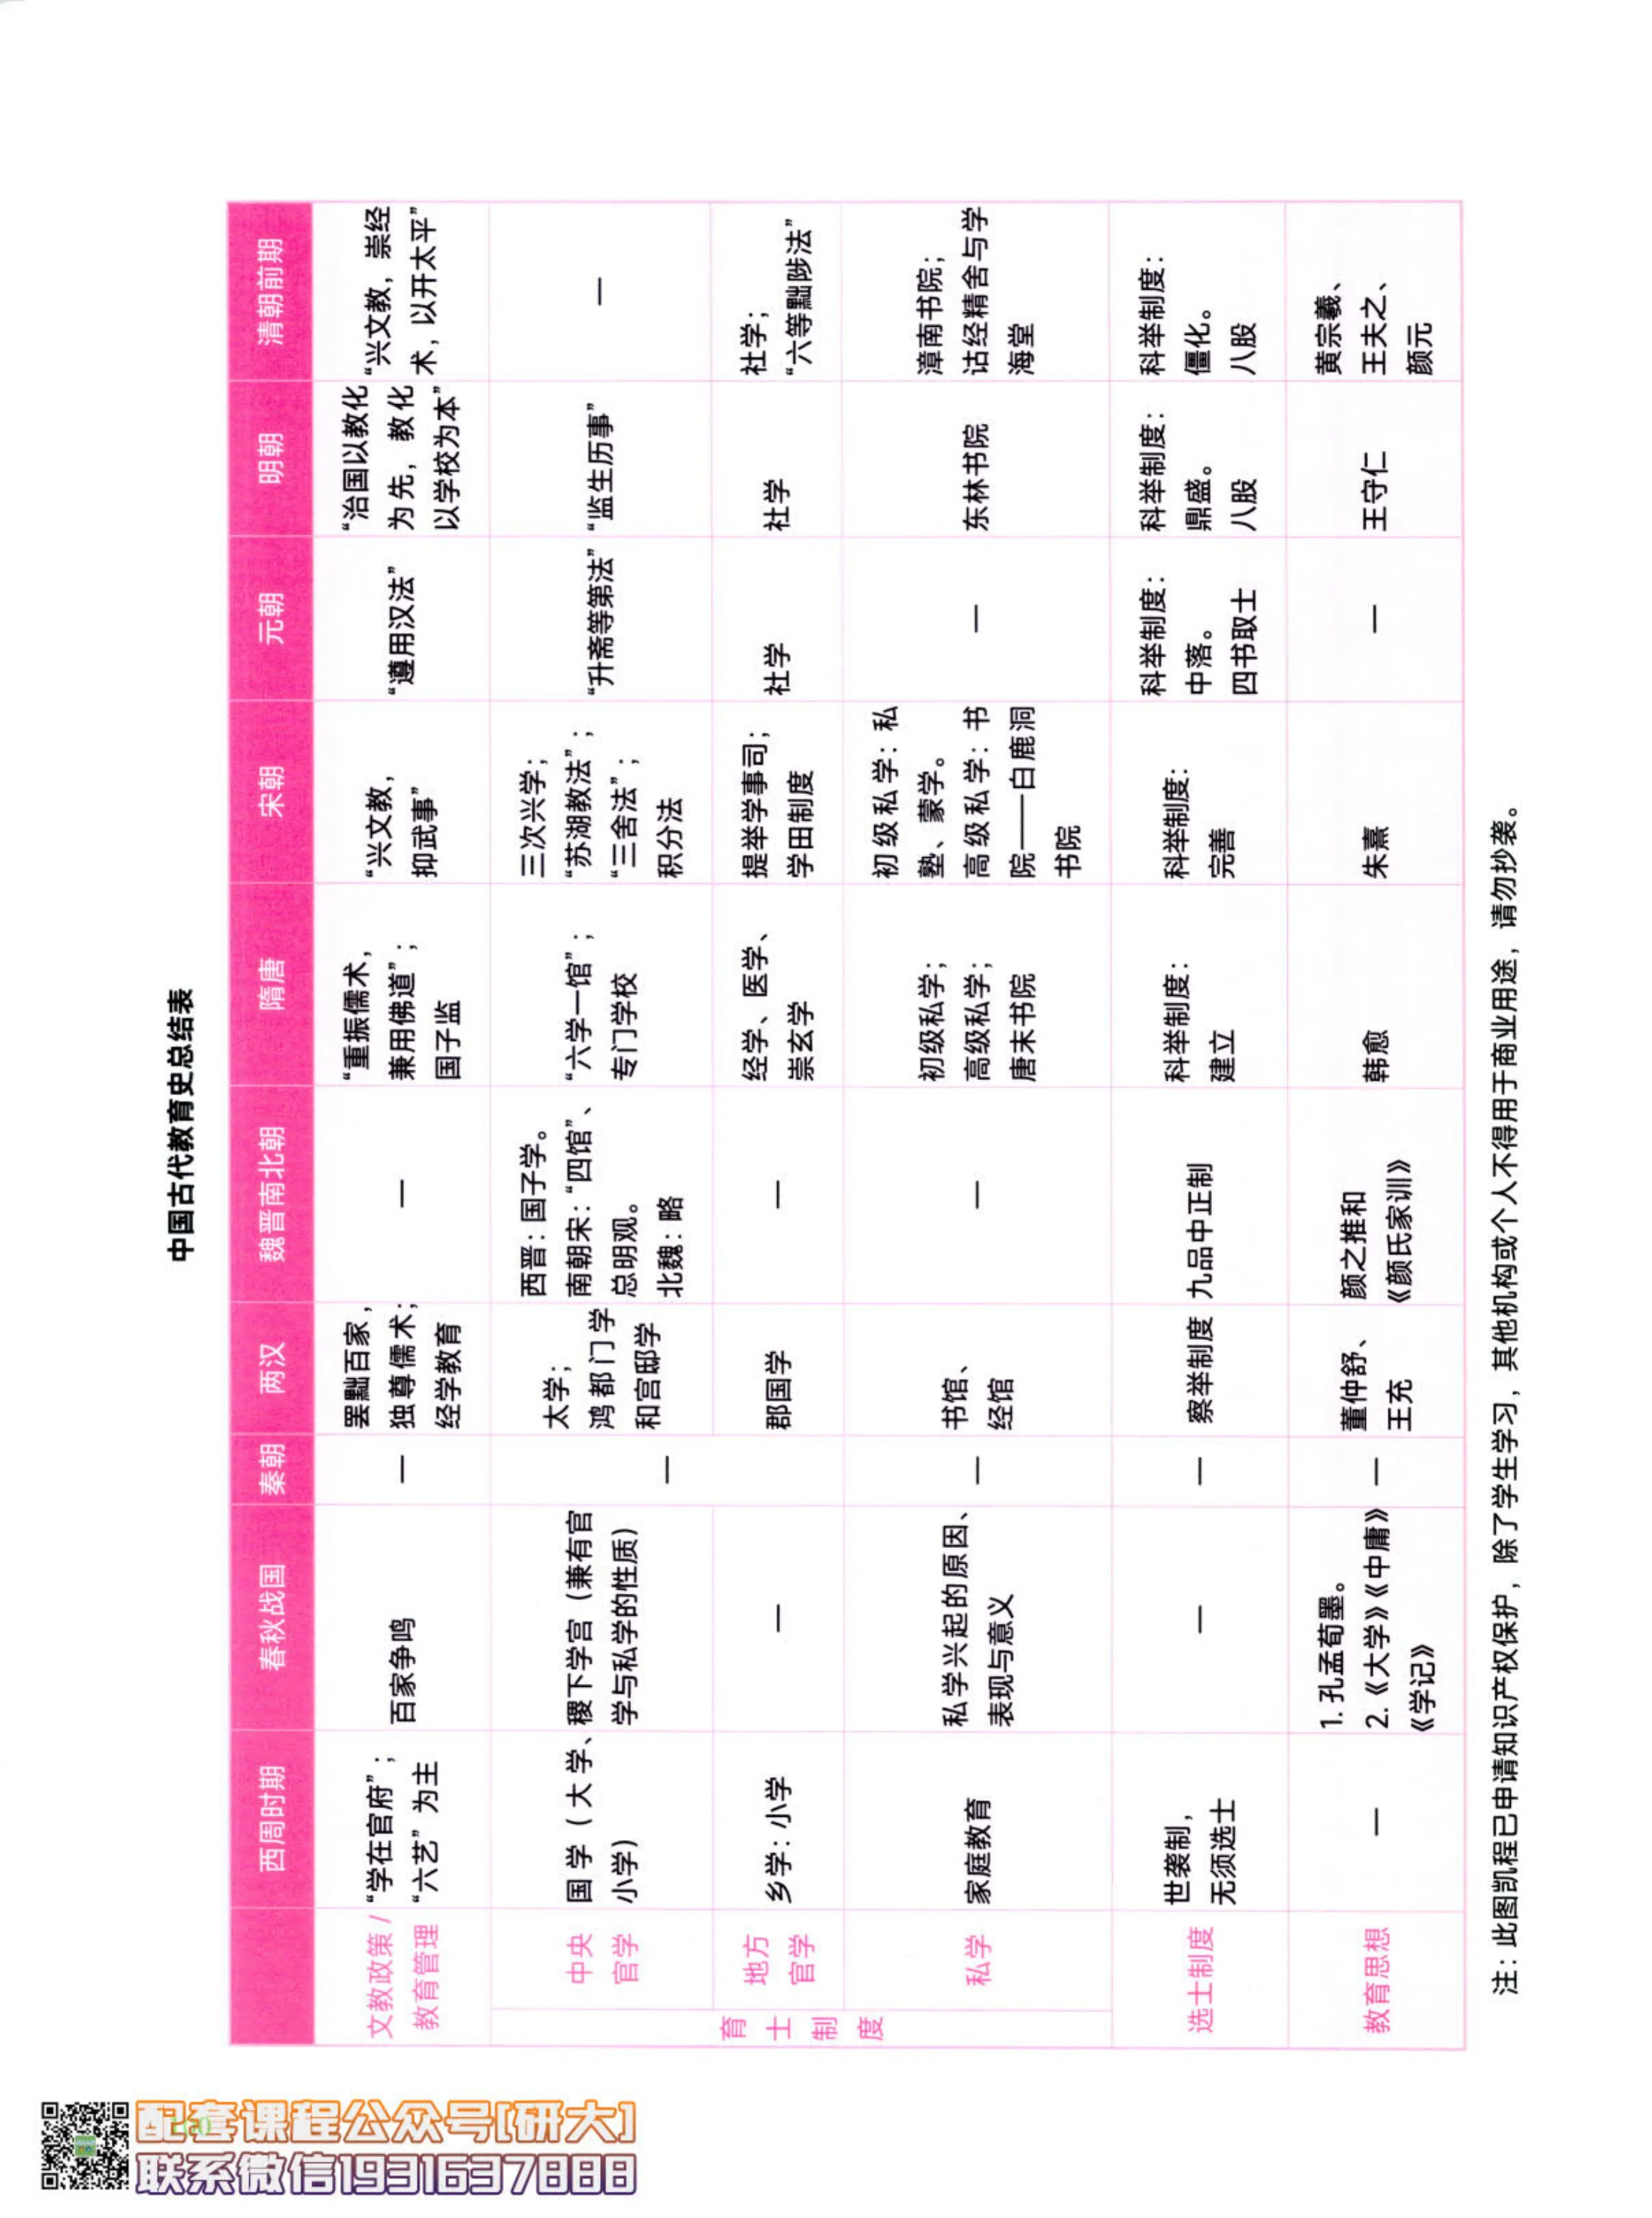 中国古代教育史总结表
西周时期
春秋战国
秦朝
两汉
魏晋南北朝
隋唐
宋朝
元朝
明朝
清朝前期
文教政策/
教育管理
“学在官府”；
“六艺”为主
百家争鸣
—
罢黜百家，
独尊儒术；
经学教育
—
“重振儒术，
兼用佛道”；
国子监
“兴文教，
抑武事”
“遵用汉法”
“治国以教化
为先，教化
以学校为本”
“兴文教，崇经
术，以开太平”
育士制度
中央
官学
国学（大学、
小学）
稷下学宫（兼有官
学与私学的性质）
—
太学；
鸿都门学
和宫邸学
西晋：国子学。
南朝宋：“四馆”、
总明观。
北魏：略
“六学一馆”；
专门学校
三次兴学；
“苏湖教法”；
“三舍法”；
积分法
“升斋等第法”
“监生历事”
—
地方
官学
乡学：小学
—
郡国学
—
经学、医学、
崇玄学
提举学事司；
学田制度
社学
社学
社学；
“六等黜陟法”
私学
家庭教育
私学兴起的原因、
表现与意义
—
书馆、
经馆
—
初级私学；
高级私学；
唐末书院
初级私学：私
塾、蒙学。
高级私学：书
院——白鹿洞
书院
—
东林书院
漳南书院；
诂经精舍与学
海堂
选士制度
世袭制，
无须选士
—
—
察举制度
九品中正制
科举制度：
建立
科举制度：
完善
科举制度：
中落。
四书取士
科举制度：
鼎盛。
八股
科举制度：
僵化。
八股
教育思想
—
1. 孔孟荀墨。
2.《大学》《中庸》
《学记》
—
董仲舒、
王充
颜之推和
《颜氏家训》
韩愈
朱熹
—
王守仁
黄宗羲、
王夫之、
颜元
注：此图凯程已申请知识产权保护，除了学生学习，其他机构或个人不得用于商业用途，请勿抄袭。
配套课程公众号[研大]
联系微信1931637888